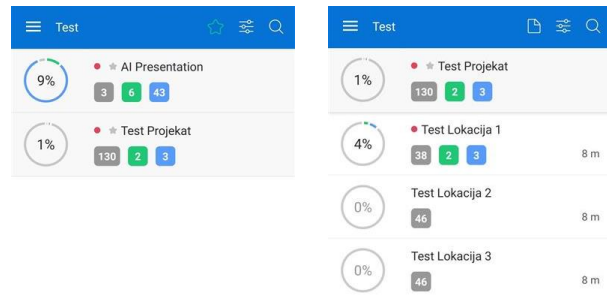 Test
9%
AI Presentation
3 6 43
1%
Test Projekat
130 2 3
Test
1%
Test Projekat
130 2 3
4%
Test Lokacija 1
38 2 3
8 m
0%
Test Lokacija 2
46
8 m
0%
Test Lokacija 3
46
8 m